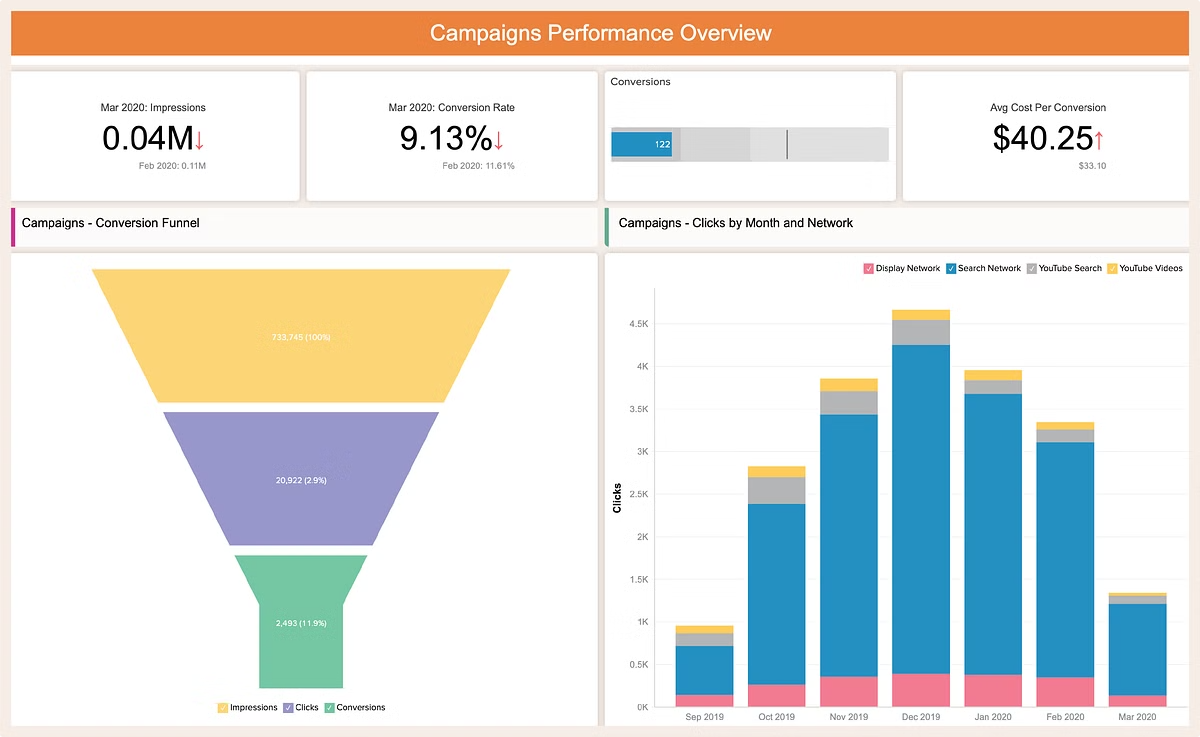 Campaigns Performance Overview
Mar 2020: Impressions
0.04M↓
Feb 2020: 0.11M
Mar 2020: Conversion Rate
9.13%↓
Feb 2020: 11.61%
Conversions
122
Avg Cost Per Conversion
$40.25↑
$33.10
Campaigns - Conversion Funnel
733,745 (100%)
20,922 (2.9%)
2,493 (11.9%)
Impressions Clicks Conversions
Campaigns - Clicks by Month and Network
Display Network Search Network YouTube Search YouTube Videos
Clicks
4.5K
4K
3.5K
3K
2.5K
2K
1.5K
1K
0.5K
0K
Sep 2019 Oct 2019 Nov 2019 Dec 2019 Jan 2020 Feb 2020 Mar 2020